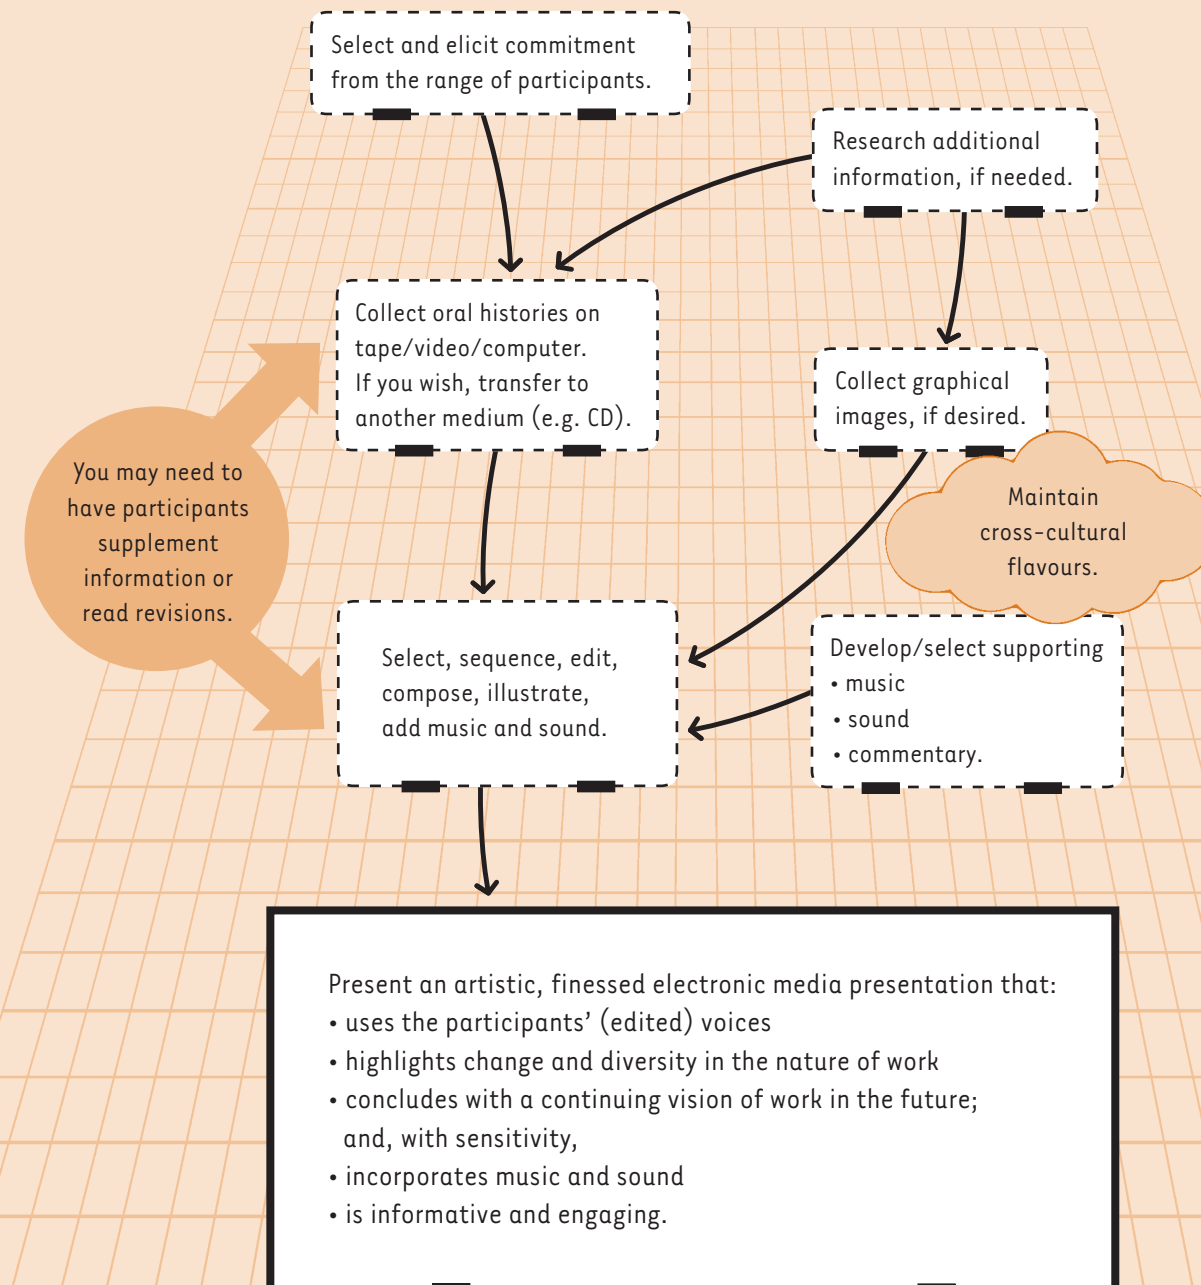 Select and elicit commitment
from the range of participants.
Research additional
information, if needed.
Collect oral histories on
tape/video/computer.
If you wish, transfer to
another medium (e.g. CD).
Collect graphical
images, if desired.
You may need to
have participants
supplement
information or
read revisions.
Maintain
cross-cultural
flavours.
Select, sequence, edit,
compose, illustrate,
add music and sound.
Develop/select supporting
• music
• sound
• commentary.
Present an artistic, finessed electronic media presentation that:
• uses the participants’ (edited) voices
• highlights change and diversity in the nature of work
• concludes with a continuing vision of work in the future;
and, with sensitivity,
• incorporates music and sound
• is informative and engaging.